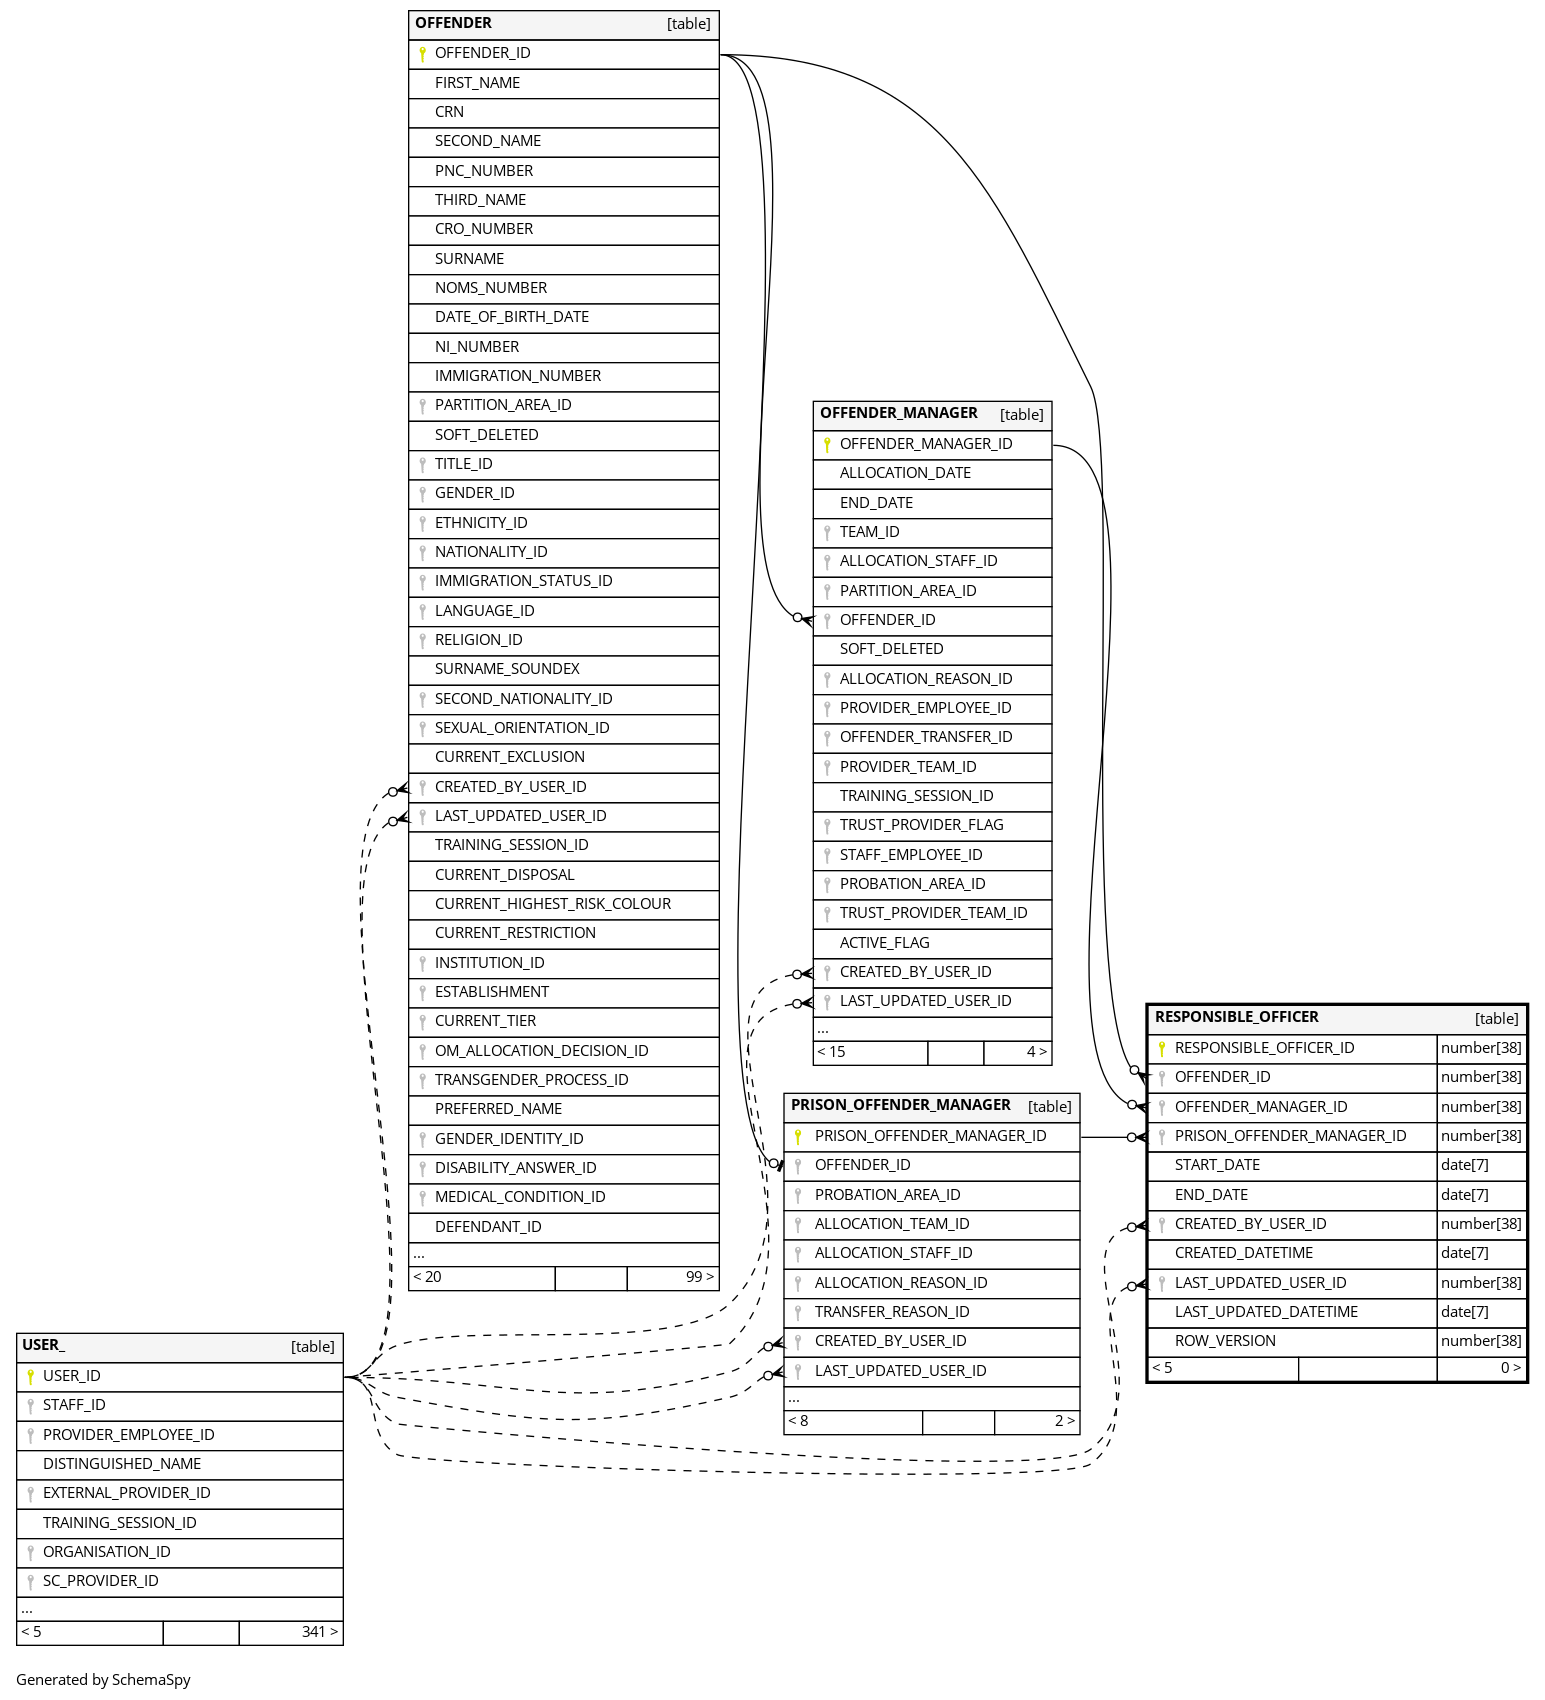 OFFENDER [table]
OFFENDER_ID
FIRST_NAME
CRN
SECOND_NAME
PNC_NUMBER
THIRD_NAME
CRO_NUMBER
SURNAME
NOMS_NUMBER
DATE_OF_BIRTH_DATE
NI_NUMBER
IMMIGRATION_NUMBER
PARTITION_AREA_ID
SOFT_DELETED
TITLE_ID
GENDER_ID
ETHNICITY_ID
NATIONALITY_ID
IMMIGRATION_STATUS_ID
LANGUAGE_ID
RELIGION_ID
SURNAME_SOUNDEX
SECOND_NATIONALITY_ID
SEXUAL_ORIENTATION_ID
CURRENT_EXCLUSION
CREATED_BY_USER_ID
LAST_UPDATED_USER_ID
TRAINING_SESSION_ID
CURRENT_DISPOSAL
CURRENT_HIGHEST_RISK_COLOUR
CURRENT_RESTRICTION
INSTITUTION_ID
ESTABLISHMENT
CURRENT_TIER
OM_ALLOCATION_DECISION_ID
TRANSGENDER_PROCESS_ID
PREFERRED_NAME
GENDER_IDENTITY_ID
DISABILITY_ANSWER_ID
MEDICAL_CONDITION_ID
DEFENDANT_ID
...
< 20 99 >
OFFENDER_MANAGER [table]
OFFENDER_MANAGER_ID
ALLOCATION_DATE
END_DATE
TEAM_ID
ALLOCATION_STAFF_ID
PARTITION_AREA_ID
OFFENDER_ID
SOFT_DELETED
ALLOCATION_REASON_ID
PROVIDER_EMPLOYEE_ID
OFFENDER_TRANSFER_ID
PROVIDER_TEAM_ID
TRAINING_SESSION_ID
TRUST_PROVIDER_FLAG
STAFF_EMPLOYEE_ID
PROBATION_AREA_ID
TRUST_PROVIDER_TEAM_ID
ACTIVE_FLAG
CREATED_BY_USER_ID
LAST_UPDATED_USER_ID
...
< 15 4 >
PRISON_OFFENDER_MANAGER [table]
PRISON_OFFENDER_MANAGER_ID
OFFENDER_ID
PROBATION_AREA_ID
ALLOCATION_TEAM_ID
ALLOCATION_STAFF_ID
ALLOCATION_REASON_ID
TRANSFER_REASON_ID
CREATED_BY_USER_ID
LAST_UPDATED_USER_ID
...
< 8 2 >
RESPONSIBLE_OFFICER [table]
RESPONSIBLE_OFFICER_ID number[38]
OFFENDER_ID number[38]
OFFENDER_MANAGER_ID number[38]
PRISON_OFFENDER_MANAGER_ID number[38]
START_DATE date[7]
END_DATE date[7]
CREATED_BY_USER_ID number[38]
CREATED_DATETIME date[7]
LAST_UPDATED_USER_ID number[38]
LAST_UPDATED_DATETIME date[7]
ROW_VERSION number[38]
< 5 0 >
USER_ [table]
USER_ID
STAFF_ID
PROVIDER_EMPLOYEE_ID
DISTINGUISHED_NAME
EXTERNAL_PROVIDER_ID
TRAINING_SESSION_ID
ORGANISATION_ID
SC_PROVIDER_ID
...
< 5 341 >
Generated by SchemaSpy